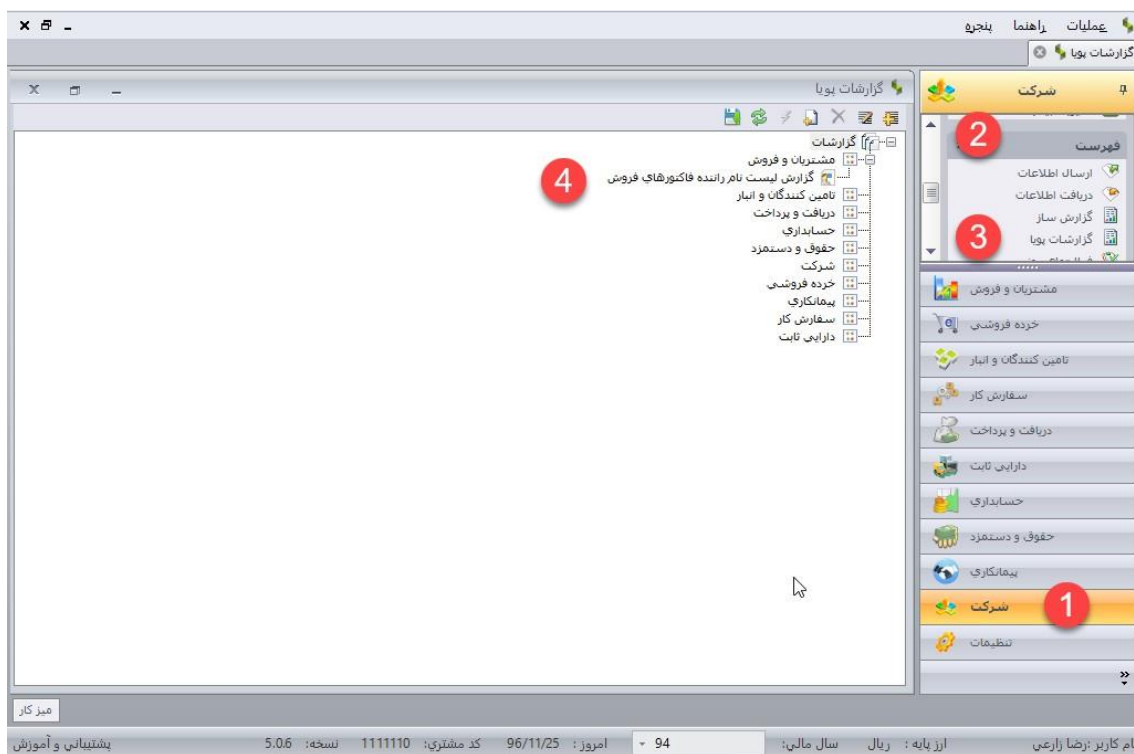 عملیات راهنما پنجره
گزارشات پویا
شرکت
2
فهرست
ارسال اطلاعات
دریافت اطلاعات
گزارش ساز
گزارشات پویا
3
مشتریان و فروش
خرده فروشی
تامین کنندگان و انبار
سفارش کار
دریافت و پرداخت
دارایی ثابت
حسابداري
حقوق و دستمزد
پیمانکاري
شرکت
1
تنظیمات
گزارشات پویا
گزارشات
مشتریان و فروش
گزارش لیست نام راننده فاکتورهاي فروش
4
تامین کنندگان و انبار
دریافت و پرداخت
حسابداري
حقوق و دستمزد
شرکت
خرده فروشی
پیمانکاري
سفارش کار
دارایی ثابت
میز کار
ام کاربر :رضا زارعي ارز پایه : ریال سال مالی: 94 امروز : 96/11/25 کد مشتری: 1111110 نسخه: 5.0.6 پشتیباني و آموزش